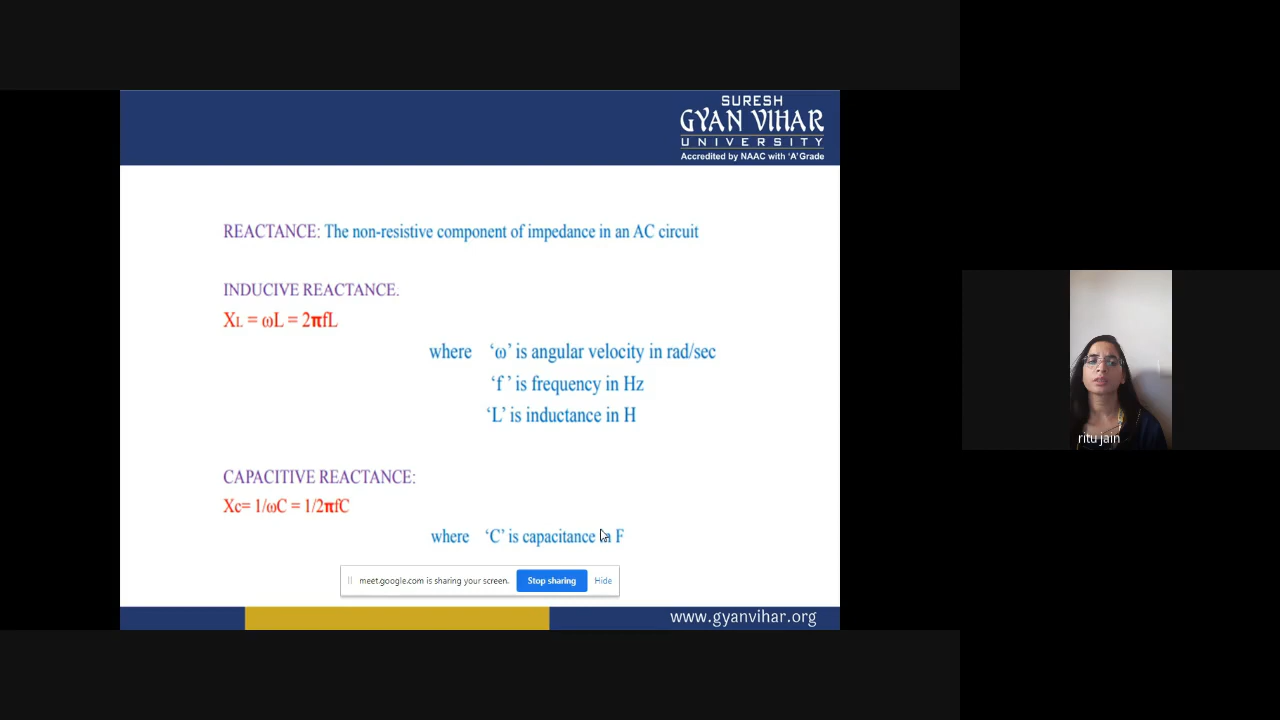 SURESH
GYAN VIHAR
UNIVERSITY
Accredited by NAAC with 'A' Grade
REACTANCE: The non-resistive component of impedance in an AC circuit
INDUCIVE REACTANCE.
XL = ωL = 2πfL
where ‘ω’ is angular velocity in rad/sec
‘f ’ is frequency in Hz
‘L’ is inductance in H
CAPACITIVE REACTANCE:
Xc= 1/ωC = 1/2πfC
where ‘C’ is capacitance in F
meet.google.com is sharing your screen. Stop sharing Hide
www.gyanvihar.org
ritu jain